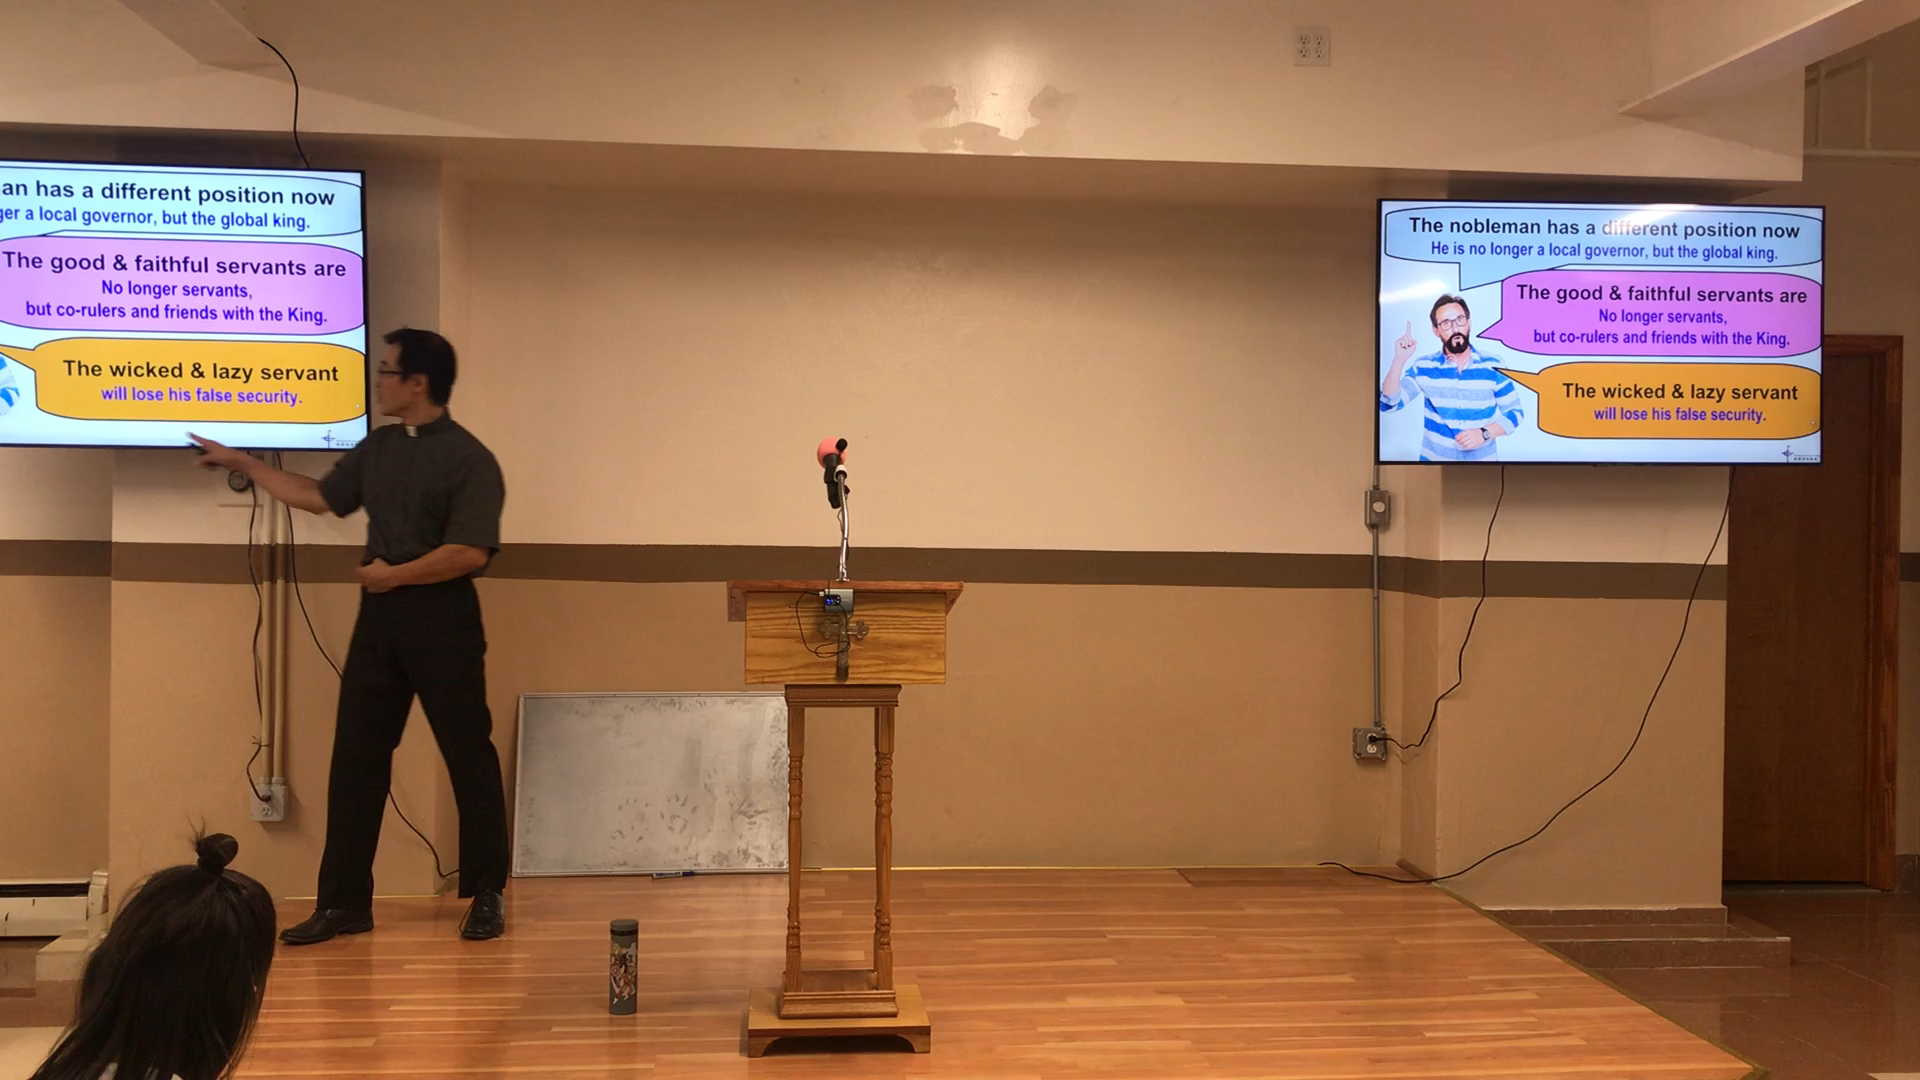 an has a different position now
ger a local governor, but the global king.
The good & faithful servants are
No longer servants,
but co-rulers and friends with the King.
The wicked & lazy servant
will lose his false security.
The nobleman has a different position now
He is no longer a local governor, but the global king.
The good & faithful servants are
No longer servants,
but co-rulers and friends with the King.
The wicked & lazy servant
will lose his false security.